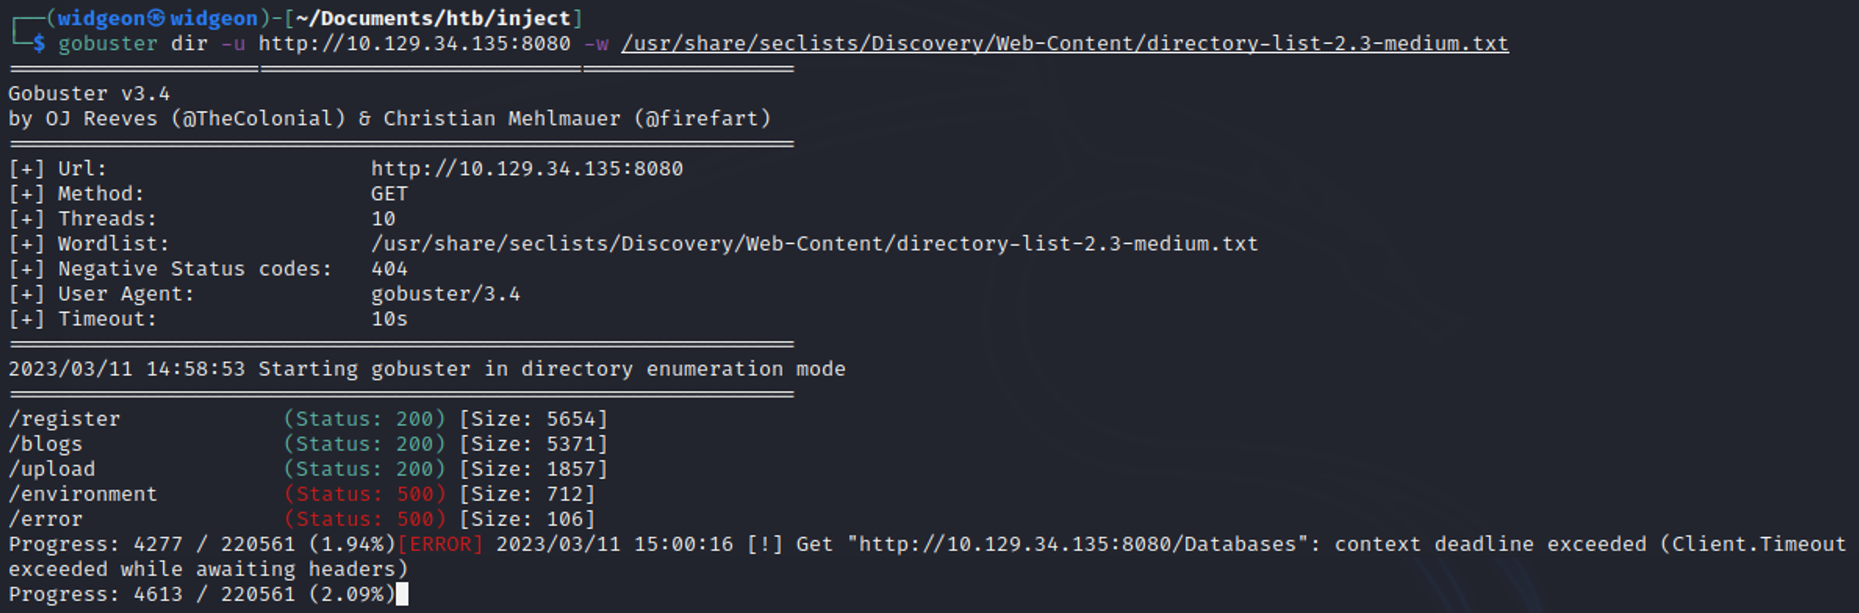 ┌──(widgeon㉿widgeon)-[~/Documents/htb/inject]
└─$ gobuster dir -u http://10.129.34.135:8080 -w /usr/share/seclists/Discovery/Web-Content/directory-list-2.3-medium.txt
===============================================================
Gobuster v3.4
by OJ Reeves (@TheColonial) & Christian Mehlmauer (@firefart)
===============================================================
[+] Url:                     http://10.129.34.135:8080
[+] Method:                  GET
[+] Threads:                 10
[+] Wordlist:                /usr/share/seclists/Discovery/Web-Content/directory-list-2.3-medium.txt
[+] Negative Status codes:   404
[+] User Agent:              gobuster/3.4
[+] Timeout:                 10s
===============================================================
2023/03/11 14:58:53 Starting gobuster in directory enumeration mode
===============================================================
/register             (Status: 200) [Size: 5654]
/blogs                (Status: 200) [Size: 5371]
/upload               (Status: 200) [Size: 1857]
/environment          (Status: 500) [Size: 712]
/error                (Status: 500) [Size: 106]
Progress: 4277 / 220561 (1.94%)[ERROR] 2023/03/11 15:00:16 [!] Get "http://10.129.34.135:8080/Databases": context deadline exceeded (Client.Timeout
exceeded while awaiting headers)
Progress: 4613 / 220561 (2.09%)